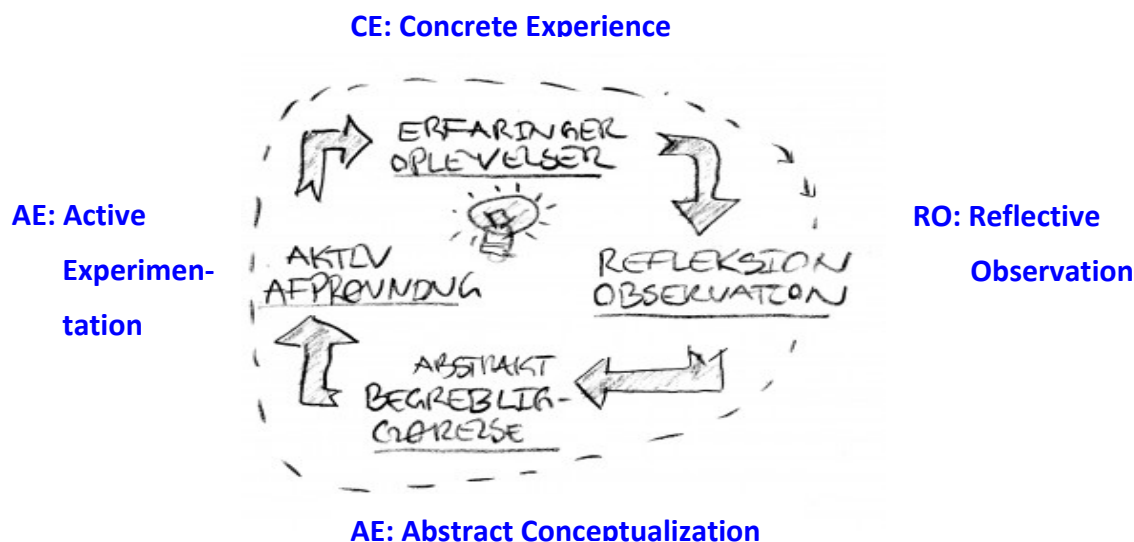 CE: Concrete Experience
ERFARINGER
OPLEVELSER
AE: Active
Experimen-
tation
AKTIV
AFPRØVNING
REFLEKSION
OBSERVATION
RO: Reflective
Observation
ABSTRAKT
BEGREBLIG-
GØRELSE
AE: Abstract Conceptualization